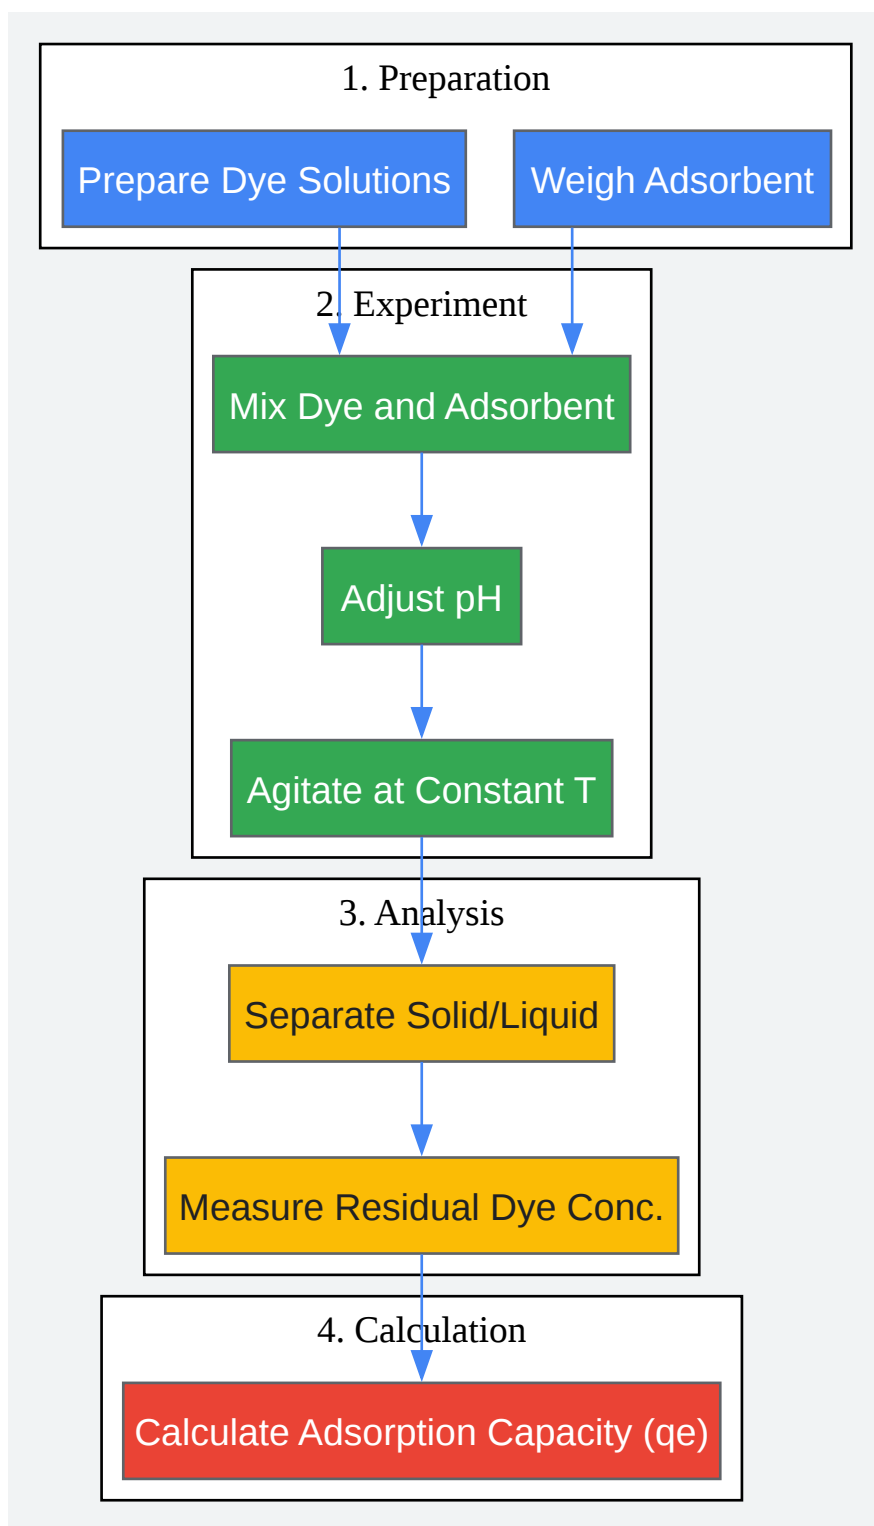 1. Preparation
Prepare Dye Solutions
Weigh Adsorbent
2. Experiment
Mix Dye and Adsorbent
Adjust pH
Agitate at Constant T
3. Analysis
Separate Solid/Liquid
Measure Residual Dye Conc.
4. Calculation
Calculate Adsorption Capacity (qe)